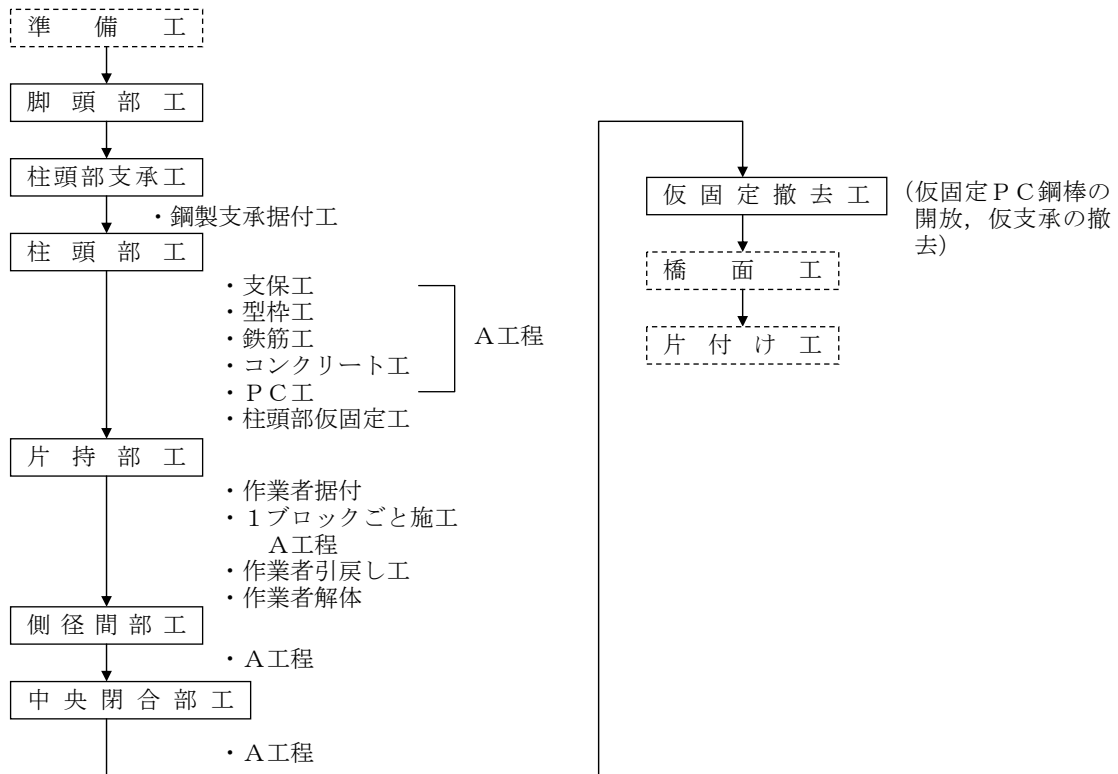 準備工
脚頭部工
柱頭部支承工
・鋼製支承据付工
柱頭部工
・支保工
・型枠工
・鉄筋工
・コンクリート工
・ＰＣ工
Ａ工程
・柱頭部仮固定工
片持部工
・作業者据付
・１ブロックごと施工
Ａ工程
・作業者引戻し工
・作業者解体
側径間部工
・Ａ工程
中央閉合部工
・Ａ工程
仮固定撤去工
（仮固定ＰＣ鋼棒の
開放，仮支承の撤
去）
橋面工
片付け工